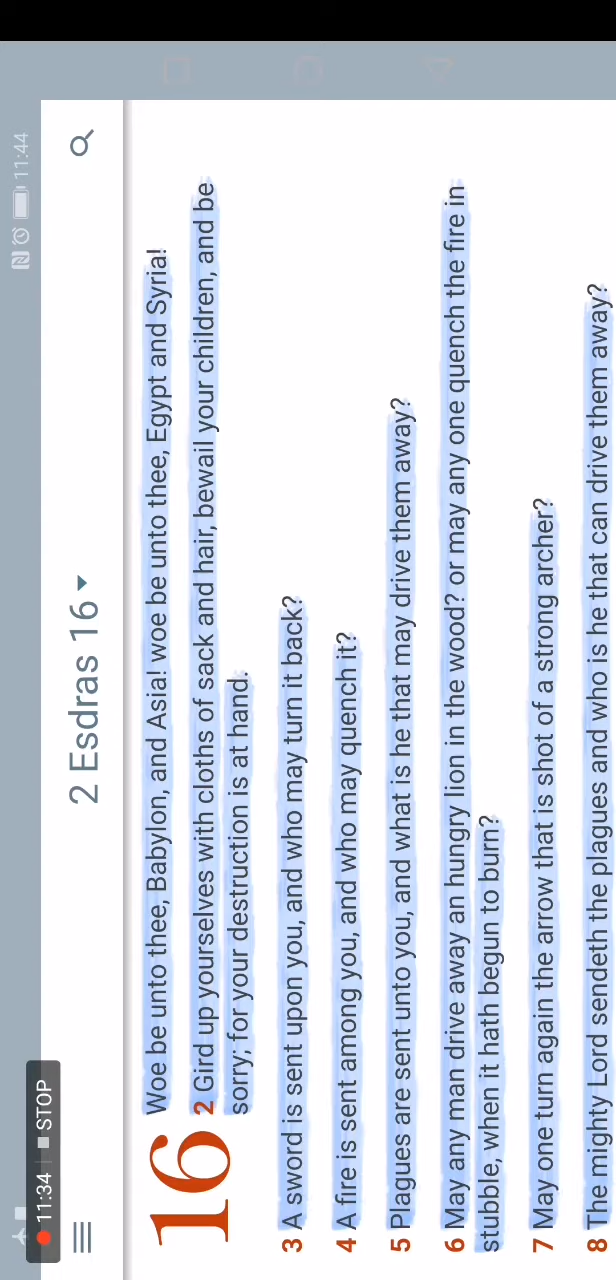 11:44
11:34 STOP
2 Esdras 16
16 Woe be unto thee, Babylon, and Asia! woe be unto thee, Egypt and Syria!
2 Gird up yourselves with cloths of sack and hair, bewail your children, and be
sorry; for your destruction is at hand.
3 A sword is sent upon you, and who may turn it back?
4 A fire is sent among you, and who may quench it?
5 Plagues are sent unto you, and what is he that may drive them away?
6 May any man drive away an hungry lion in the wood? or may any one quench the fire in
stubble, when it hath begun to burn?
7 May one turn again the arrow that is shot of a strong archer?
8 The mighty Lord sendeth the plagues and who is he that can drive them away?